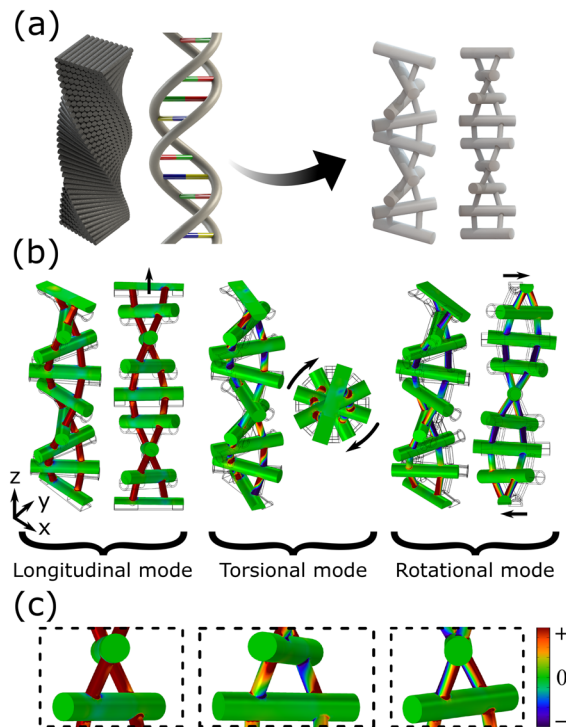 (a)
(b)
z
y
x
Longitudinal mode
Torsional mode
Rotational mode
(c)
+
0
−